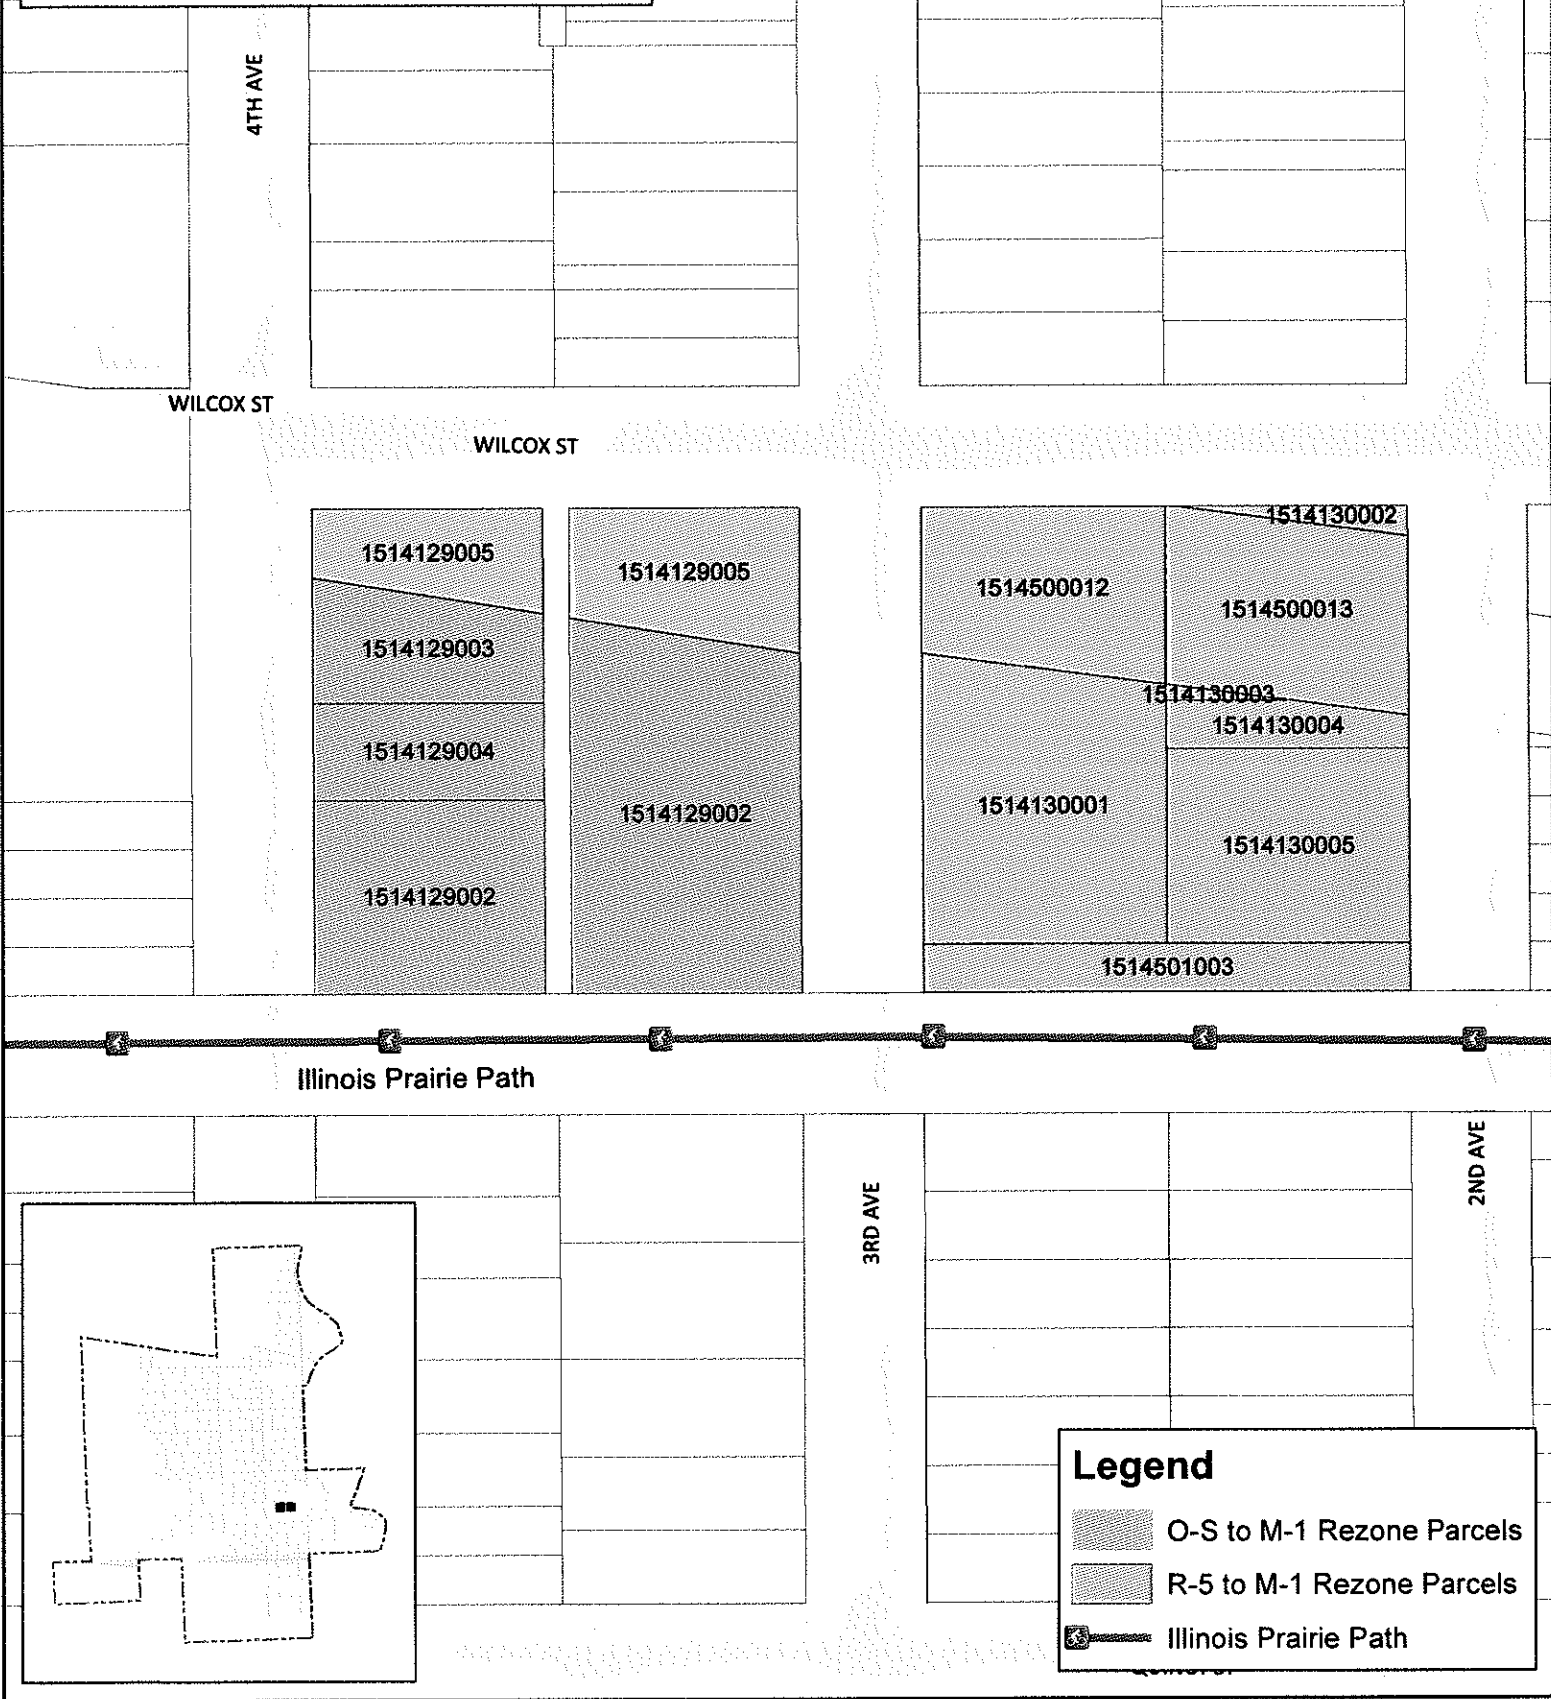 4TH AVE
WILCOX ST
WILCOX ST
1514129005
1514129005
1514129003
1514129004
1514129002
1514129002
1514130002
1514500012
1514500013
1514130003
1514130004
1514130001
1514130005
1514501003
Illinois Prairie Path
3RD AVE
2ND AVE
Legend
O-S to M-1 Rezone Parcels
R-5 to M-1 Rezone Parcels
Illinois Prairie Path